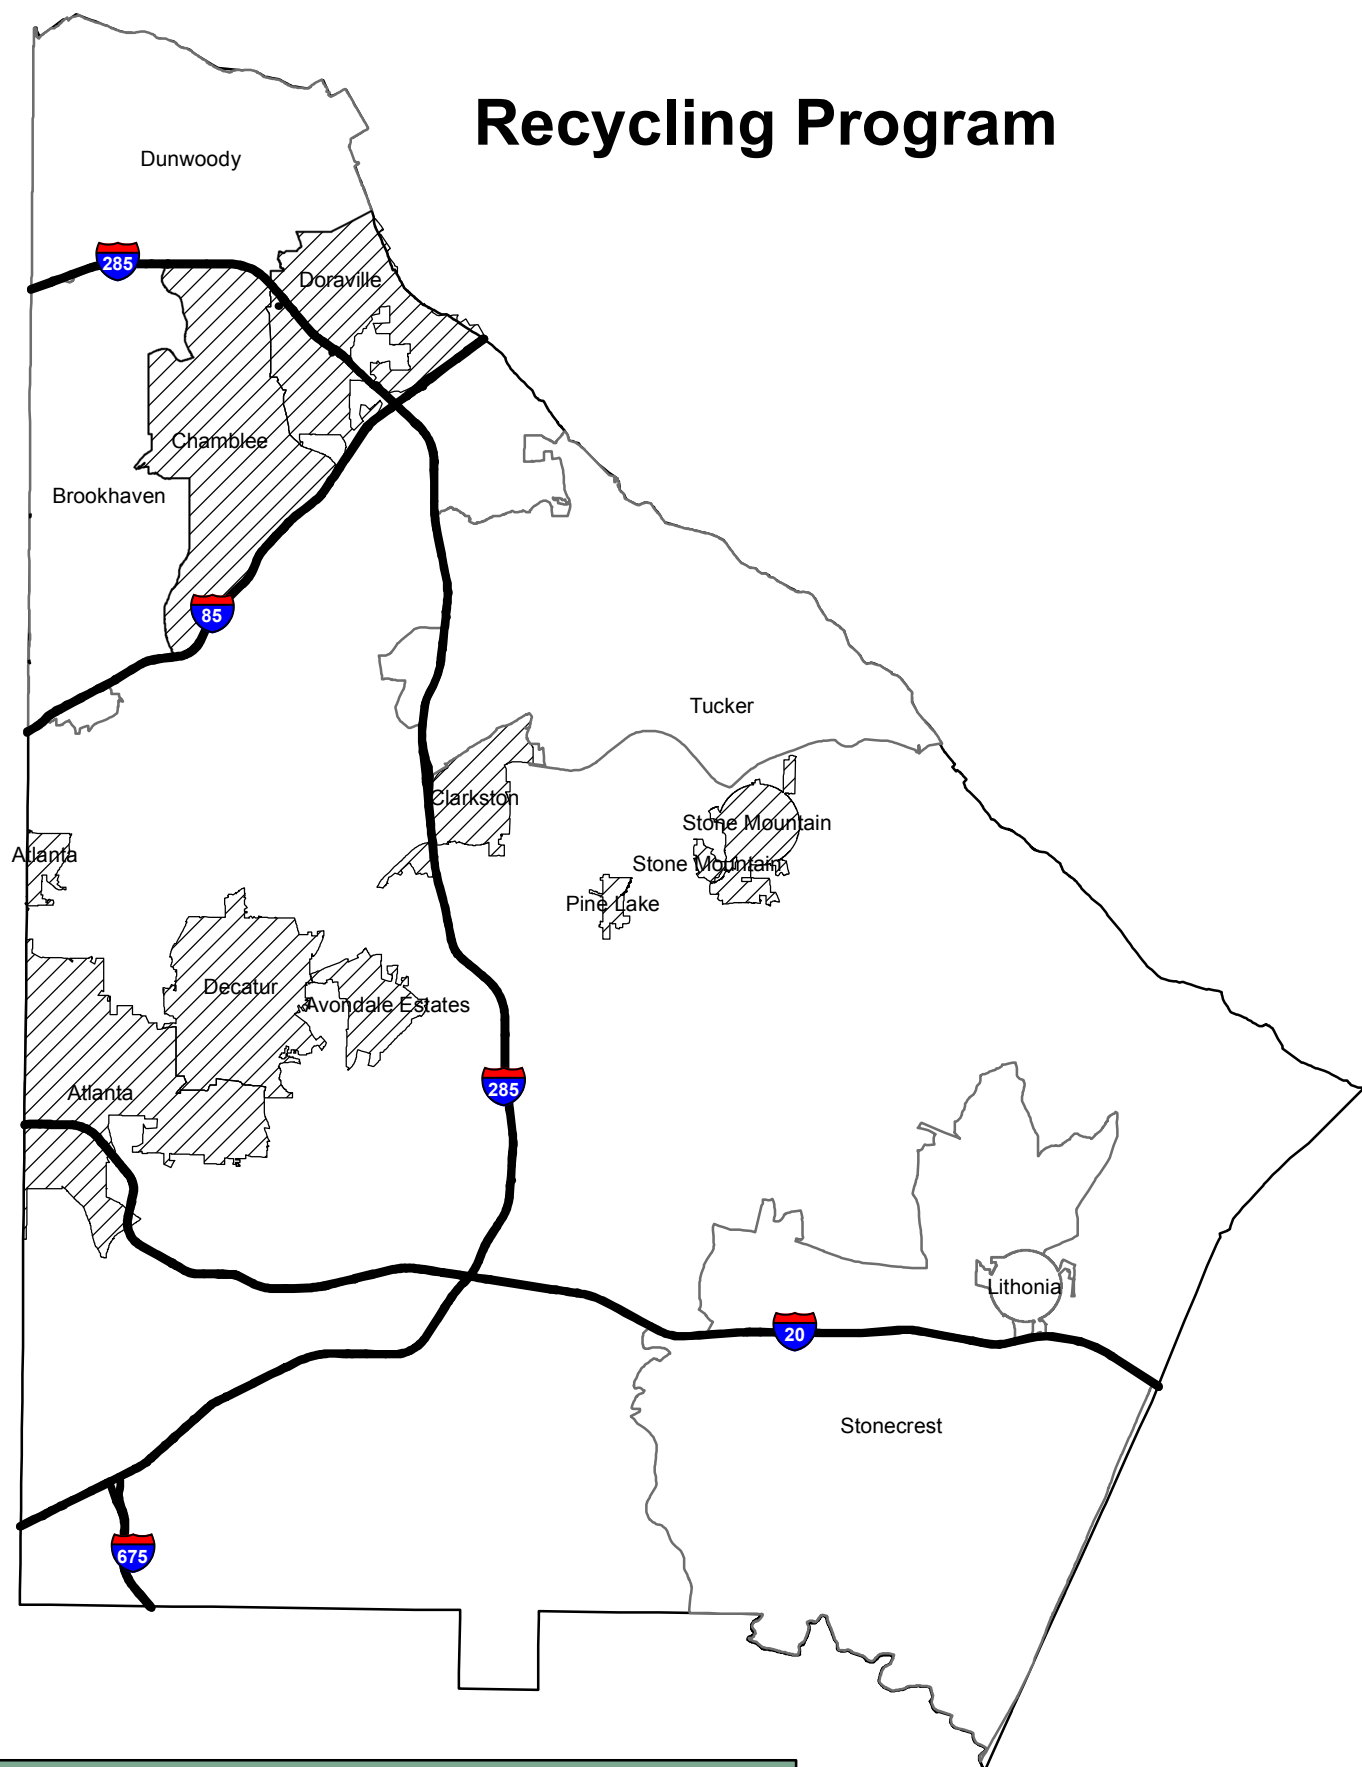 Recycling Program
Dunwoody
285
Doraville
Chamblee
Brookhaven
85
Tucker
Clarkston
Stone Mountain
Atlanta
Stone Mountain
Pine Lake
Decatur
Avondale Estates
285
Atlanta
Lithonia
20
Stonecrest
675